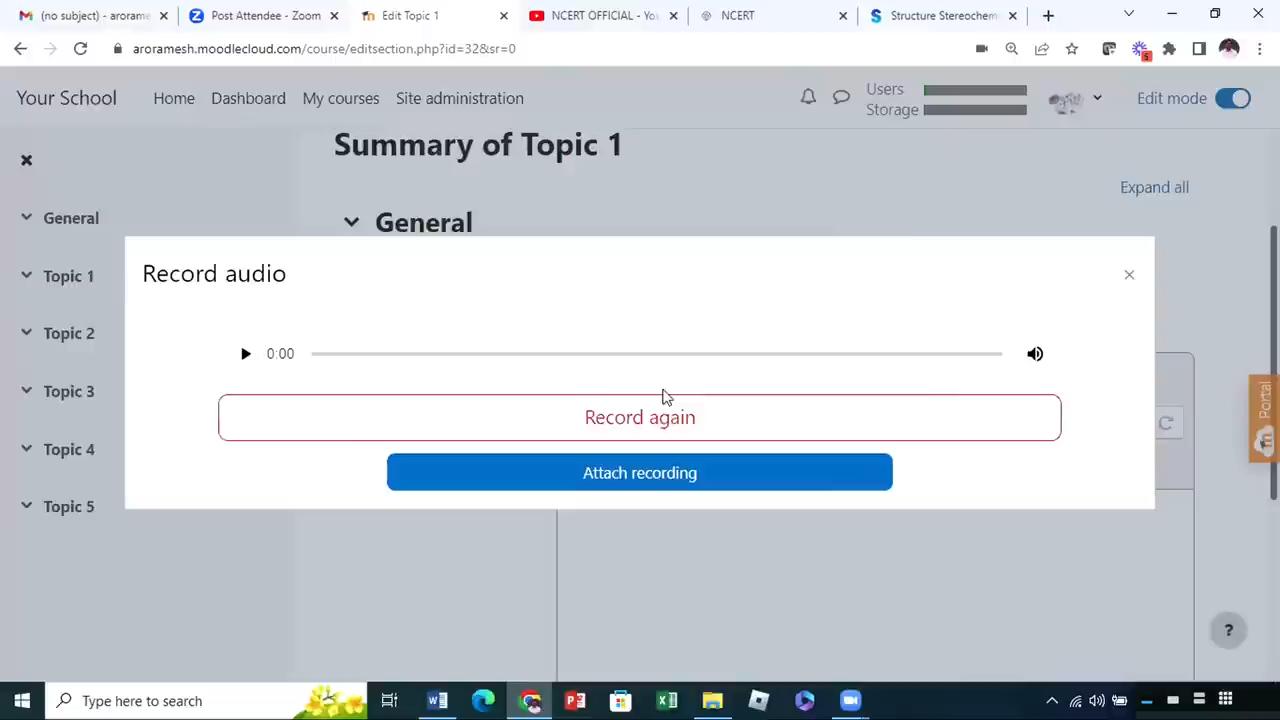 (no subject) - arorame
Post Attendee - Zoom
Edit Topic 1
NCERT OFFICIAL - You
NCERT
Structure Stereochem
arorramesh.moodlecloud.com/course/editsection.php?id=32&sr=0
Your School
Home
Dashboard
My courses
Site administration
Users
Storage
Edit mode
Summary of Topic 1
Expand all
General
General
Topic 1
Topic 2
Topic 3
Topic 4
Topic 5
Record audio
0:00
Record again
Attach recording
Portal
?
Type here to search